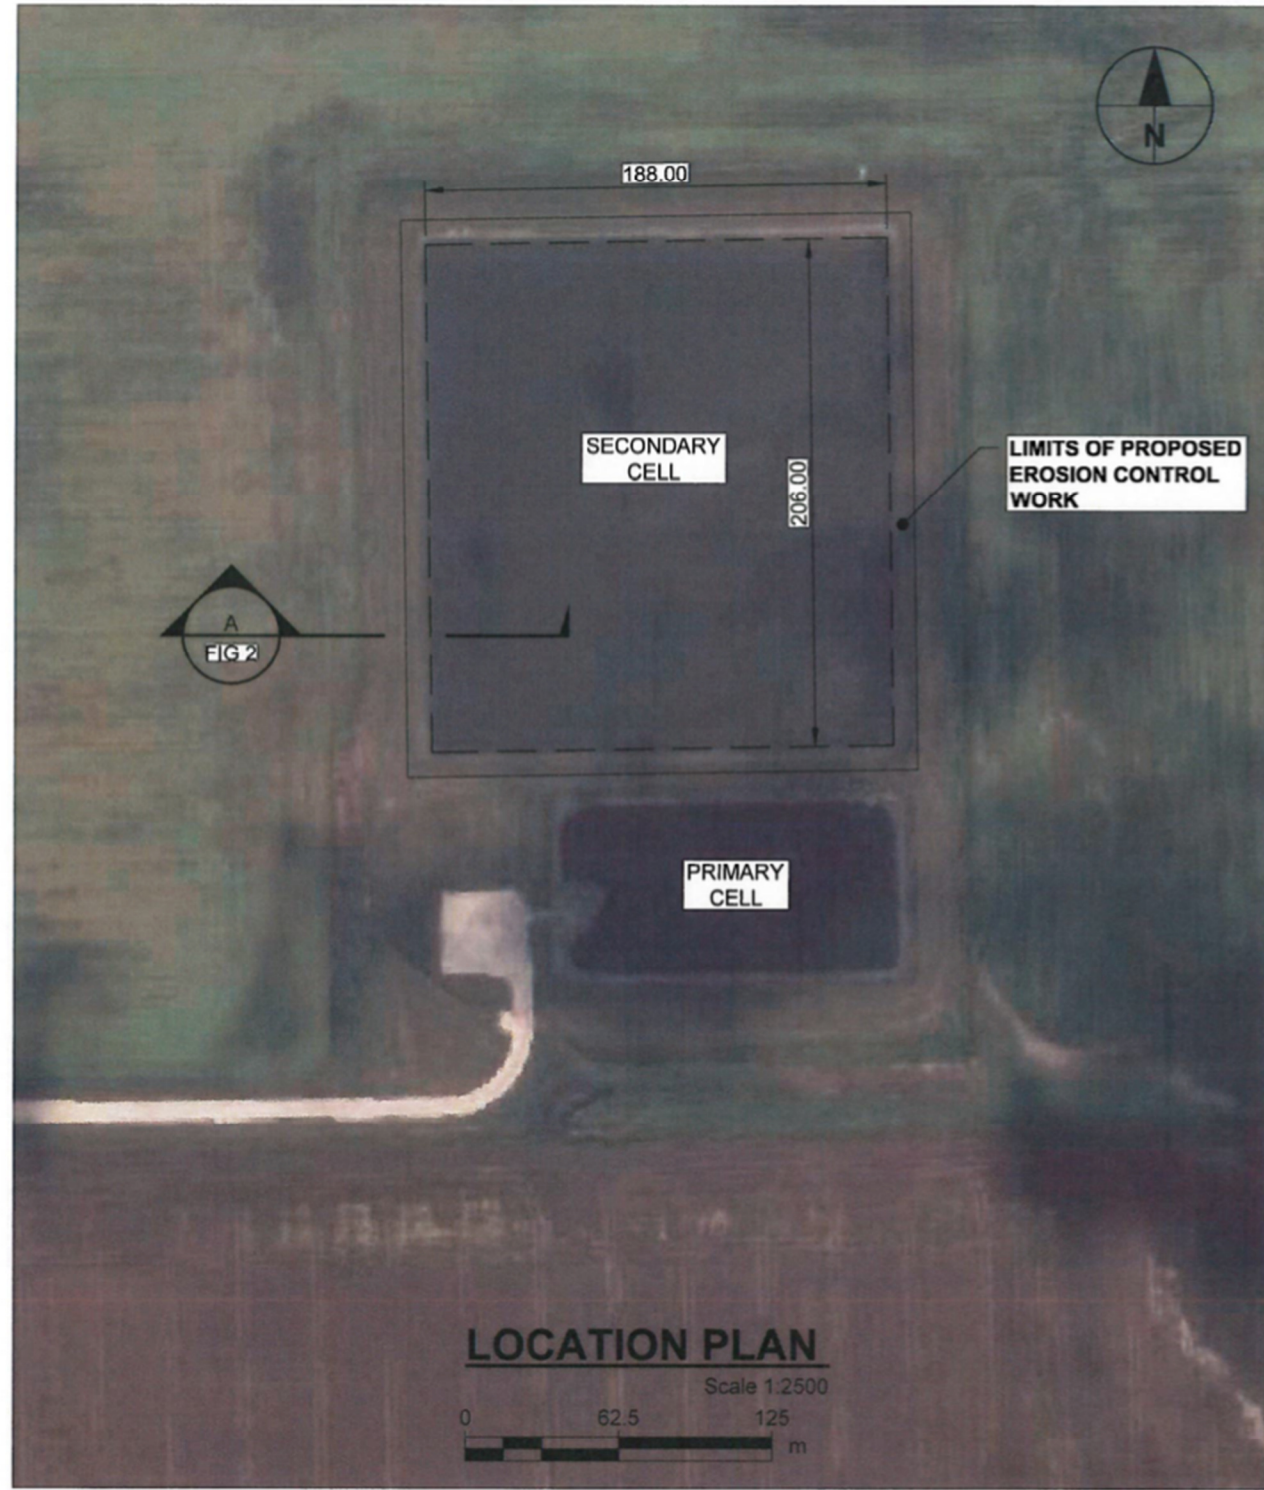 N
188.00
SECONDARY
CELL
206.00
LIMITS OF PROPOSED
EROSION CONTROL
WORK
A
FIG 2
PRIMARY
CELL
LOCATION PLAN
Scale 1:2500
0 62.5 125
m